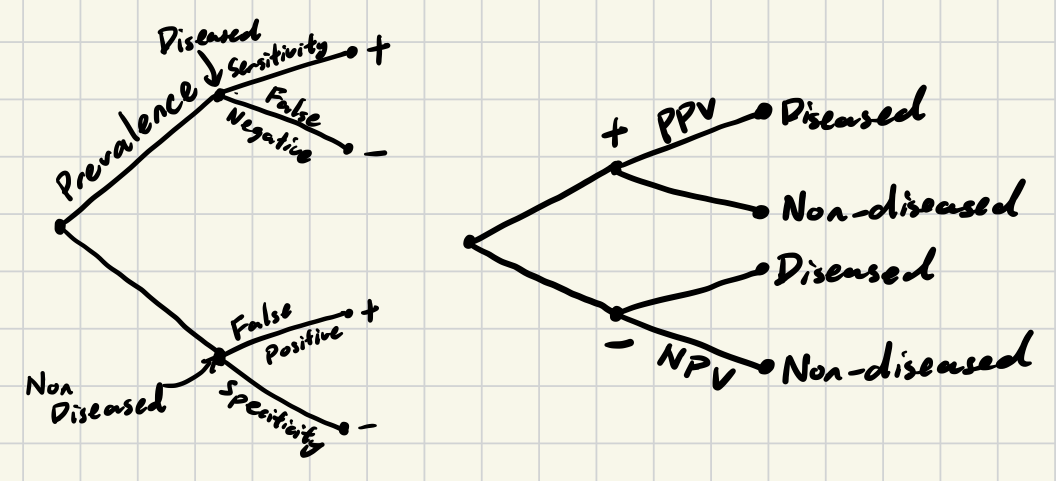 Diseased
Sensitivity +
Prevalence
False
Negative -
False +
Positive
Non
Diseased
Specificity -
+ PPV Diseased
Non-diseased
Diseased
- NPV Non-diseased